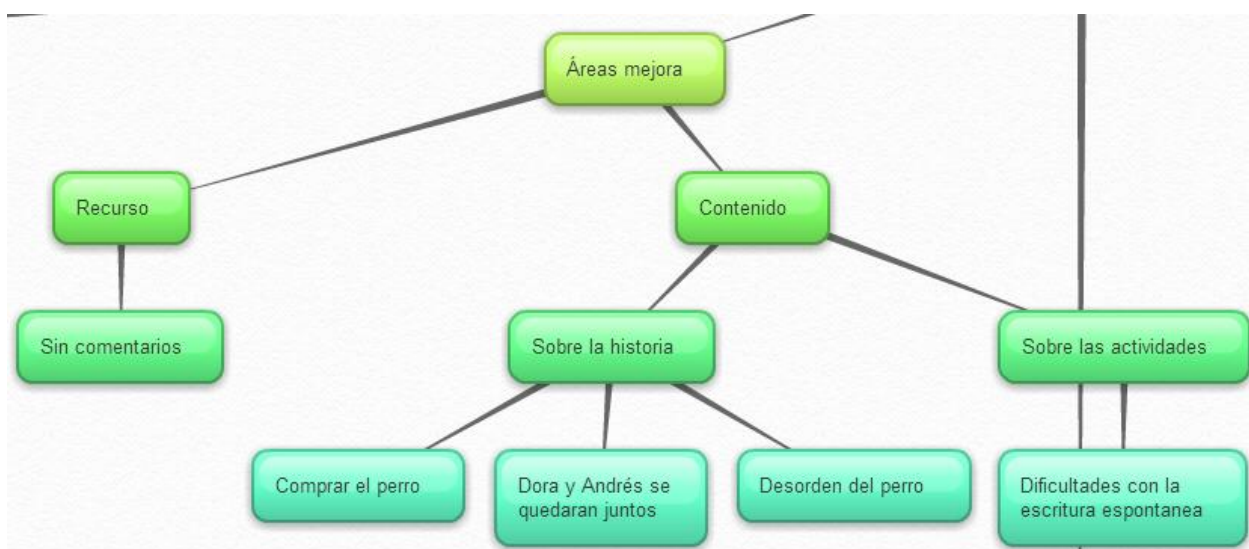 Áreas mejora
Recurso
Contenido
Sin comentarios
Sobre la historia
Sobre las actividades
Comprar el perro
Dora y Andrés se
quedaran juntos
Desorden del perro
Dificultades con la
escritura espontanea